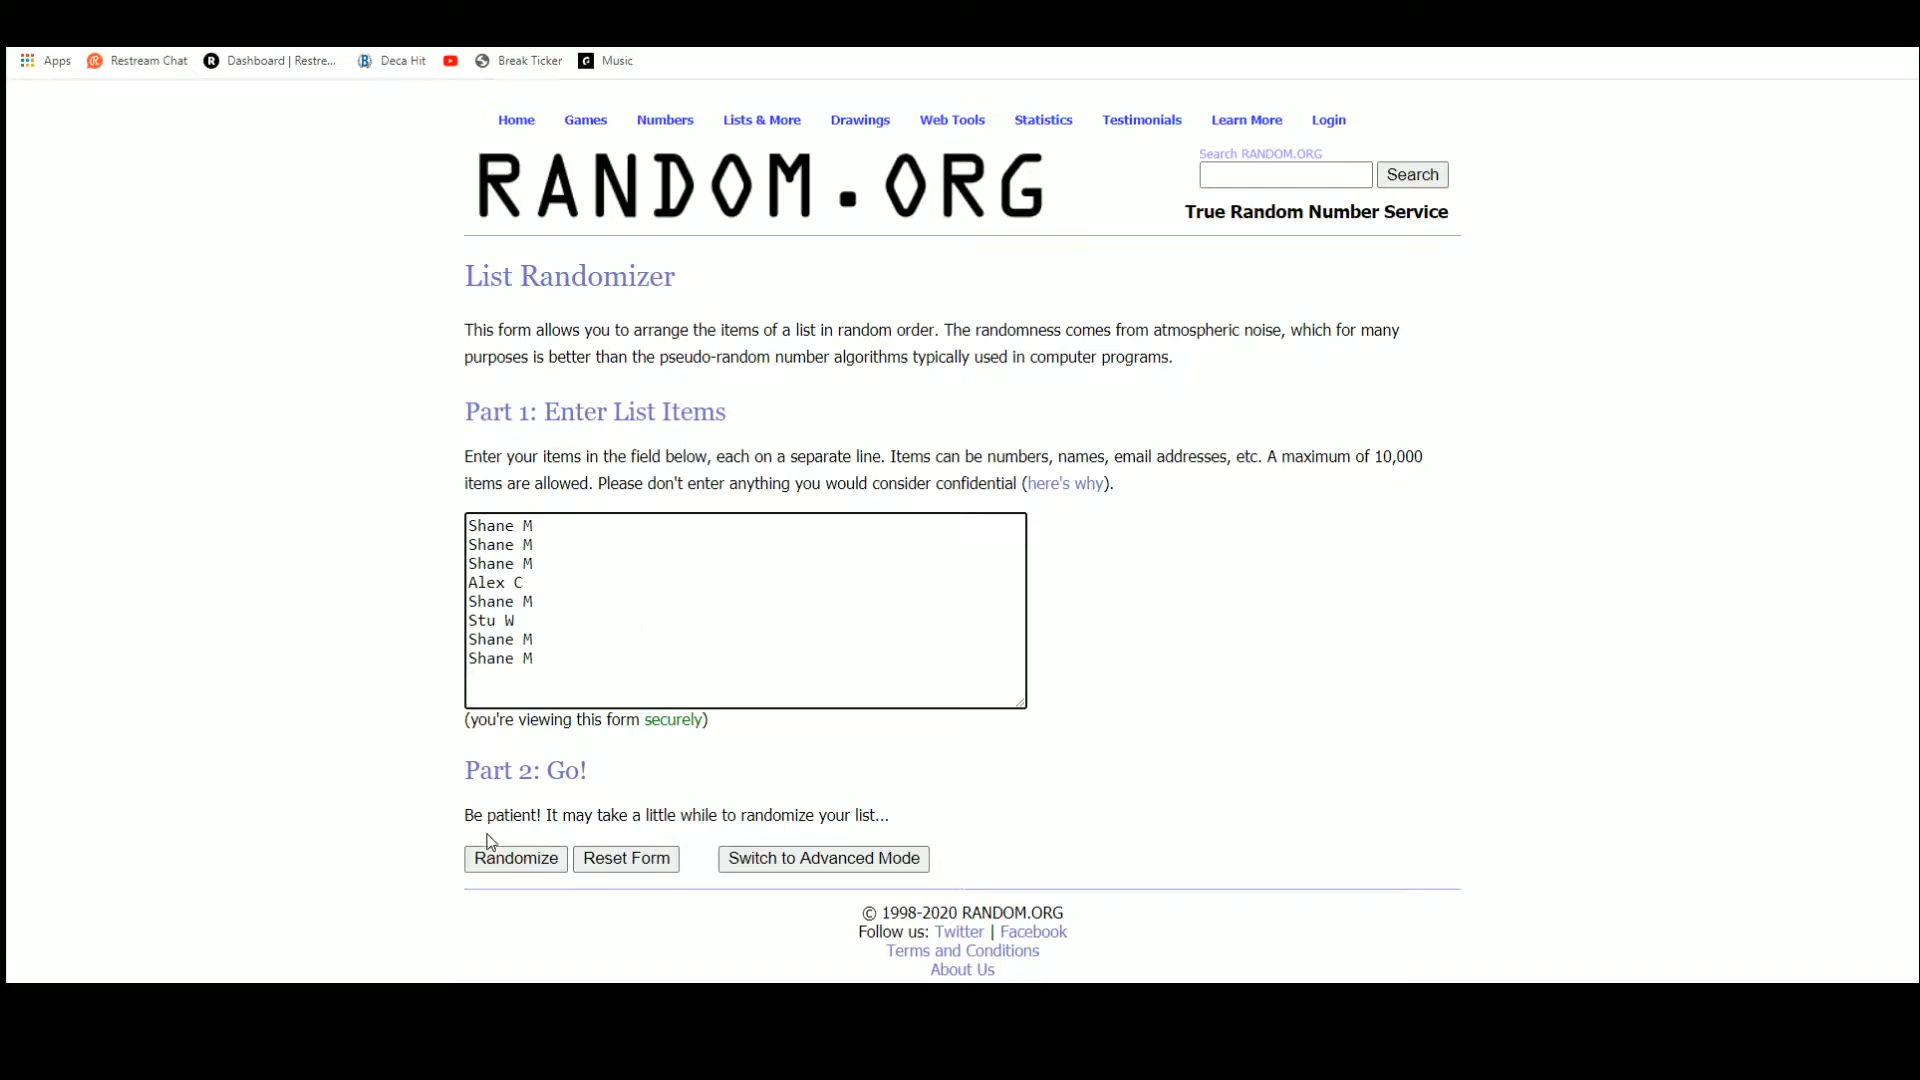 Apps Restream Chat Dashboard | Restre... Deca Hit Break Ticker Music
Home Games Numbers Lists & More Drawings Web Tools Statistics Testimonials Learn More Login
RANDOM.ORG
Search RANDOM.ORG
Search
True Random Number Service
List Randomizer
This form allows you to arrange the items of a list in random order. The randomness comes from atmospheric noise, which for many
purposes is better than the pseudo-random number algorithms typically used in computer programs.
Part 1: Enter List Items
Enter your items in the field below, each on a separate line. Items can be numbers, names, email addresses, etc. A maximum of 10,000
items are allowed. Please don't enter anything you would consider confidential (here's why).
Shane M
Shane M
Shane M
Alex C
Shane M
Stu W
Shane M
Shane M
(you're viewing this form securely)
Part 2: Go!
Be patient! It may take a little while to randomize your list...
Randomize Reset Form Switch to Advanced Mode
© 1998-2020 RANDOM.ORG
Follow us: Twitter | Facebook
Terms and Conditions
About Us